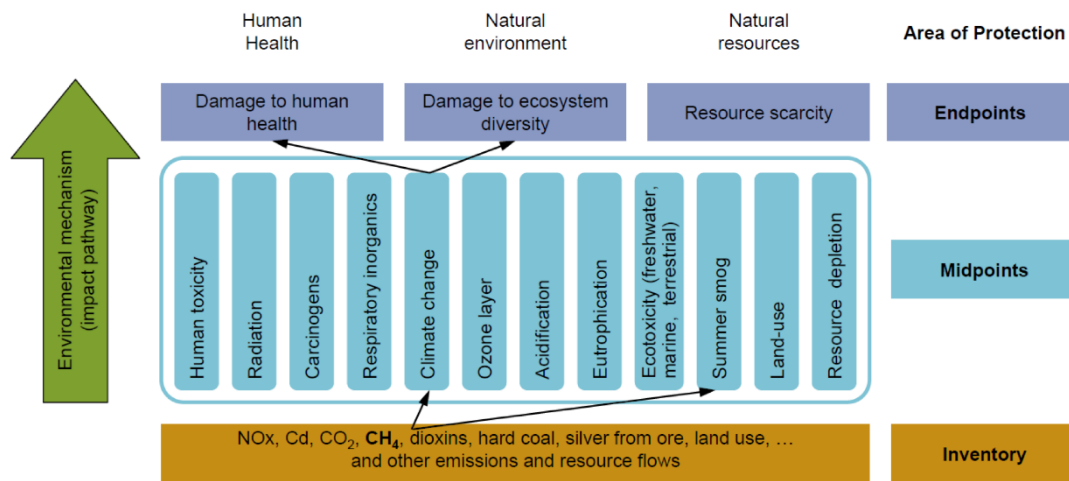 Human
Health
Natural
environment
Natural
resources
Area of Protection
Damage to human
health
Damage to ecosystem
diversity
Resource scarcity
Endpoints
Environmental mechanism
(impact pathway)
Human toxicity
Radiation
Carcinogens
Respiratory inorganics
Climate change
Ozone layer
Acidification
Eutrophication
Ecotoxicity (freshwater,
marine, terrestrial)
Summer smog
Land-use
Resource depletion
Midpoints
NOx, Cd, CO₂, CH₄, dioxins, hard coal, silver from ore, land use, …
and other emissions and resource flows
Inventory